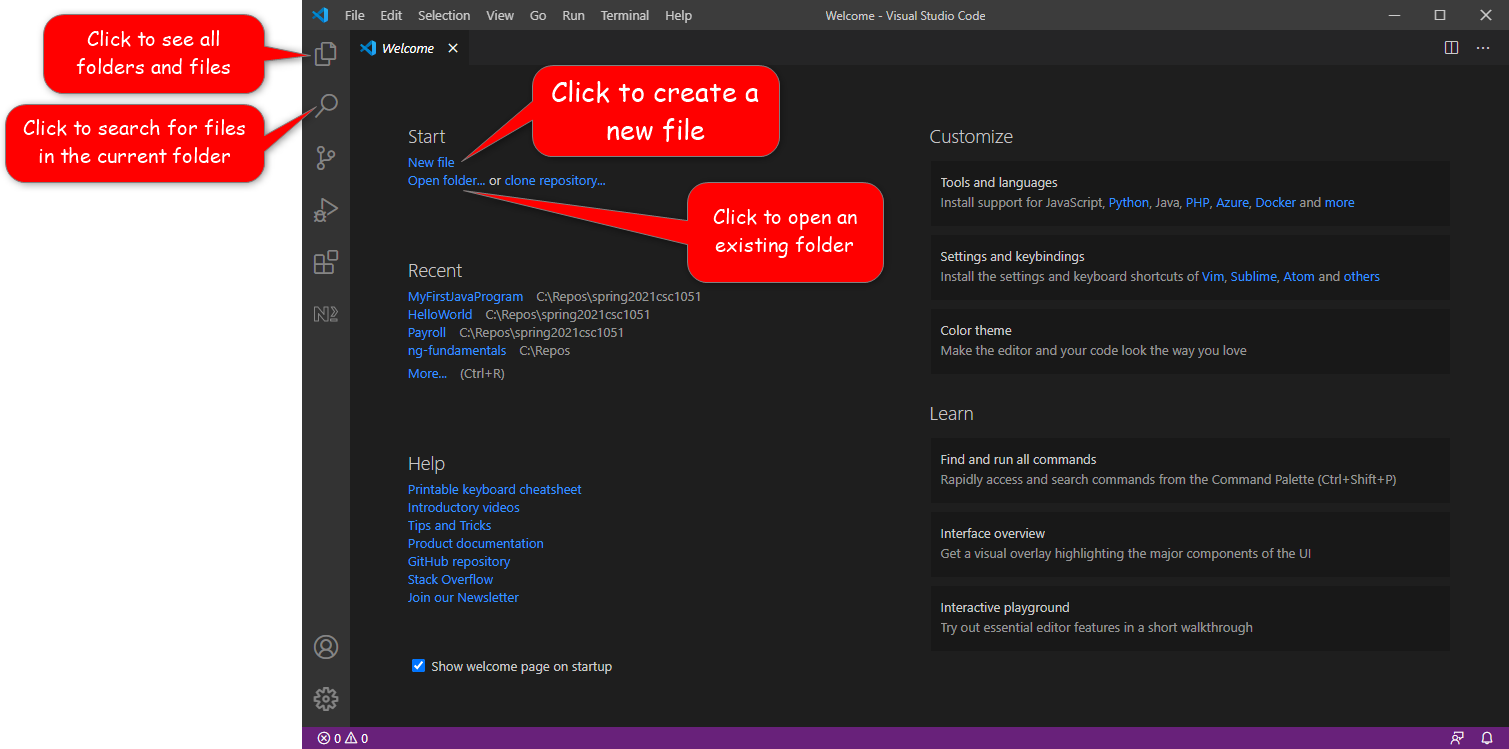 Click to see all
folders and files
Click to search for files
in the current folder
File Edit Selection View Go Run Terminal Help
Welcome - Visual Studio Code
Welcome
Click to create a
new file
Start
New file
Open folder... or clone repository...
Click to open an
existing folder
Recent
MyFirstJavaProgram C:\Repos\spring2021csc1051
HelloWorld C:\Repos\spring2021csc1051
Payroll C:\Repos\spring2021csc1051
ng-fundamentals C:\Repos
More... (Ctrl+R)
Help
Printable keyboard cheatsheet
Introductory videos
Tips and Tricks
Product documentation
GitHub repository
Stack Overflow
Join our Newsletter
Show welcome page on startup
Customize
Tools and languages
Install support for JavaScript, Python, Java, PHP, Azure, Docker and more
Settings and keybindings
Install the settings and keyboard shortcuts of Vim, Sublime, Atom and others
Color theme
Make the editor and your code look the way you love
Learn
Find and run all commands
Rapidly access and search commands from the Command Palette (Ctrl+Shift+P)
Interface overview
Get a visual overlay highlighting the major components of the UI
Interactive playground
Try out essential editor features in a short walkthrough
0 0